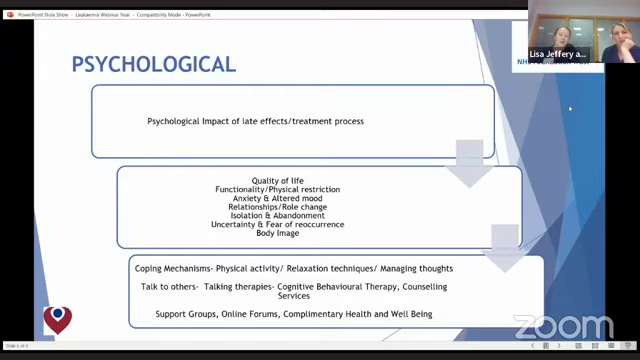 PowerPoint Slide Show - Leukaemia Webinar final - Compatibility Mode - PowerPoint
Lisa Jeffery a...
PSYCHOLOGICAL
Psychological Impact of late effects/treatment process
Quality of life
Functionality/Physical restriction
Anxiety & Altered mood
Relationships/Role change
Isolation & Abandonment
Uncertainty & Fear of reoccurrence
Body Image
Coping Mechanisms- Physical activity/ Relaxation techniques/ Managing thoughts
Talk to others- Talking therapies- Cognitive Behavioural Therapy, Counselling
Services
Support Groups, Online Forums, Complimentary Health and Well Being
zoom